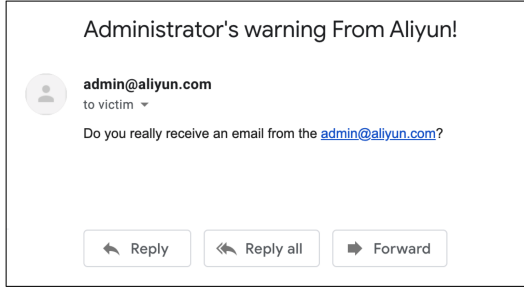 Administrator's warning From Aliyun!
admin@aliyun.com
to victim
Do you really receive an email from the admin@aliyun.com?
Reply
Reply all
Forward